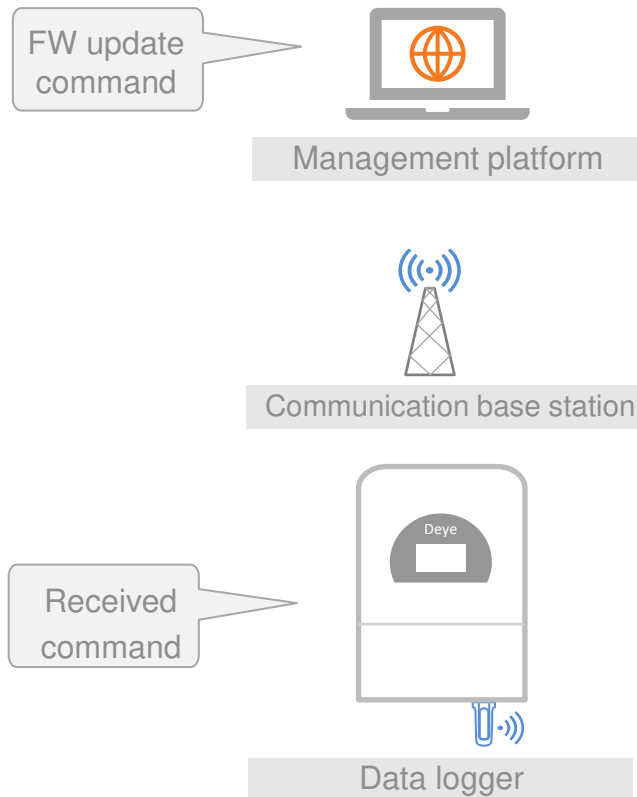 FW update
command
Management platform
Communication base station
Deye
Received
command
Data logger